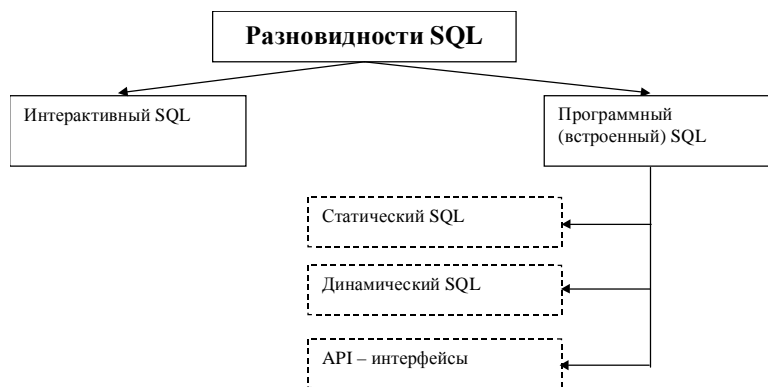 Разновидности SQL
Интерактивный SQL
Программный
(встроенный) SQL
Статический SQL
Динамический SQL
API – интерфейсы